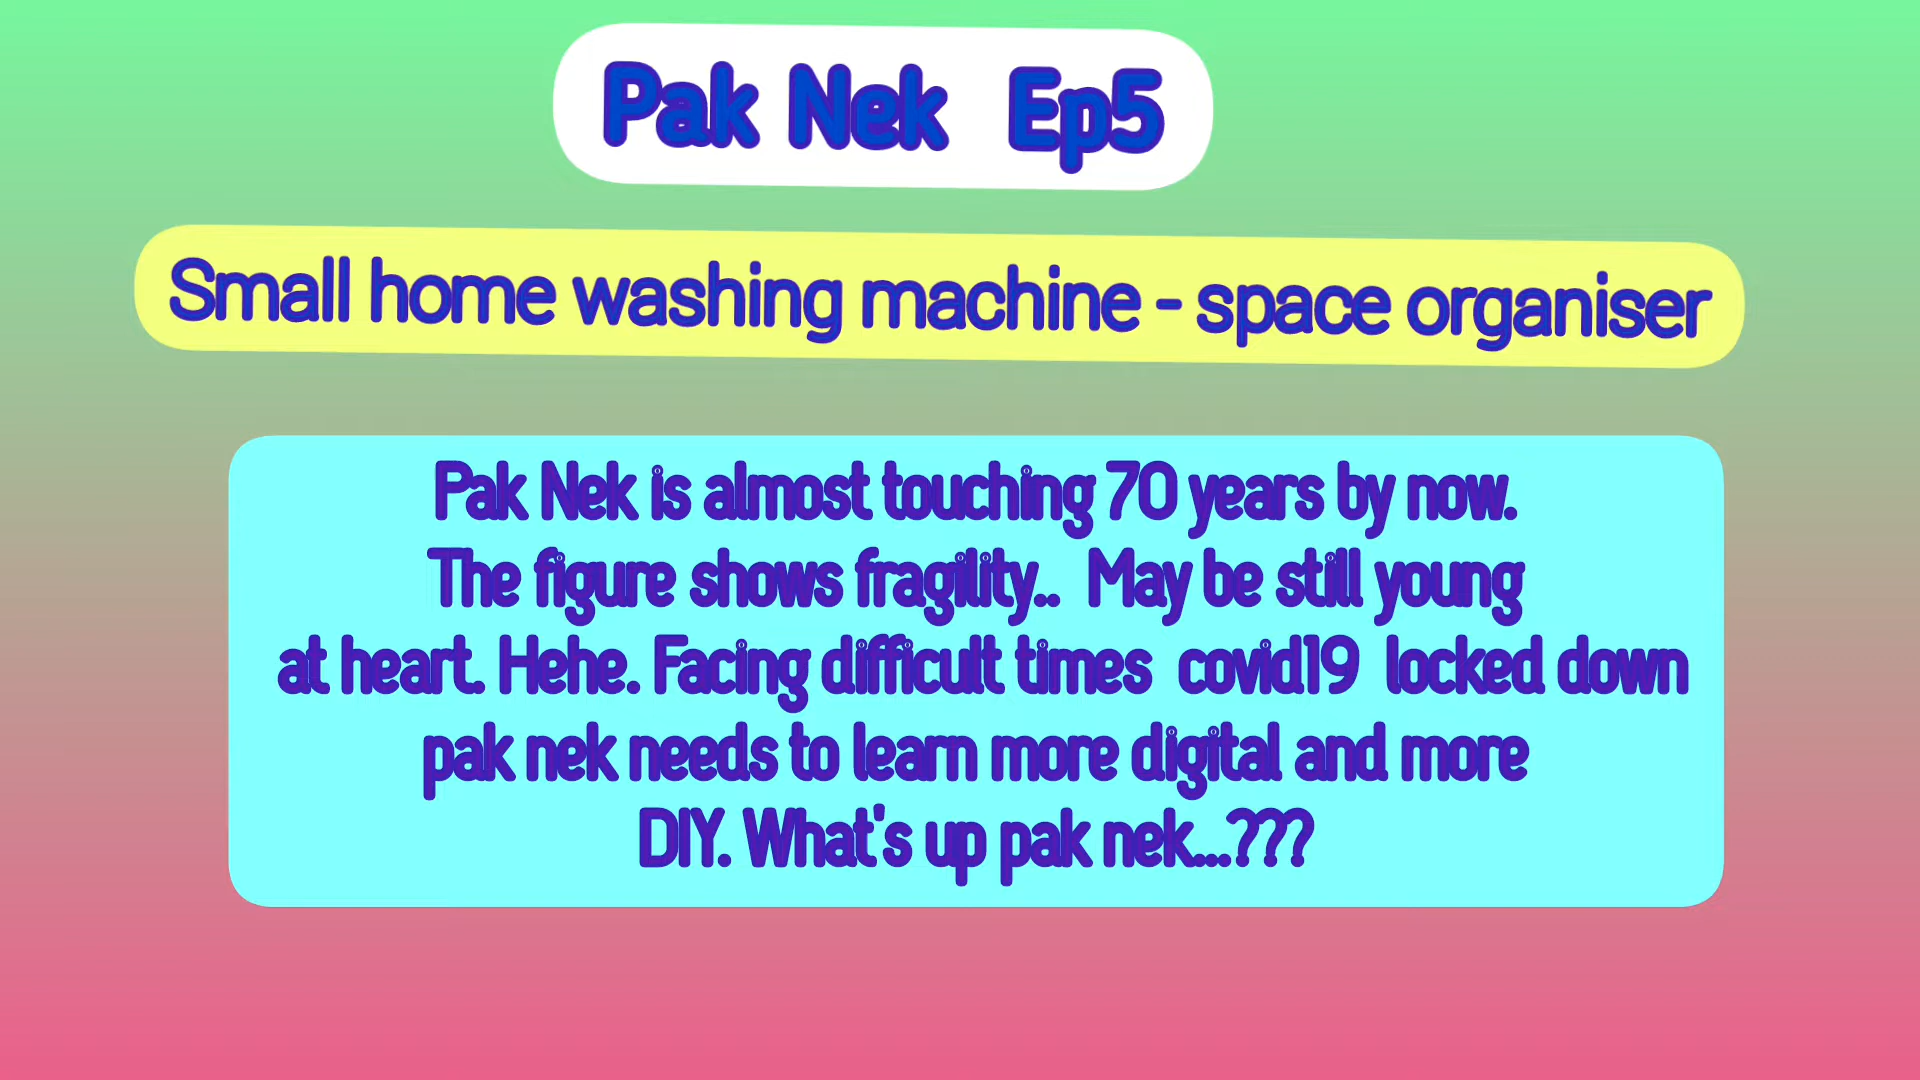 Pak Nek Ep5
Small home washing machine - space organiser
Pak Nek is almost touching 70 years by now.
The figure shows fragility.. May be still young
at heart. Hehe. Facing difficult times covid19 locked down
pak nek needs to learn more digital and more
DIY. What's up pak nek...???